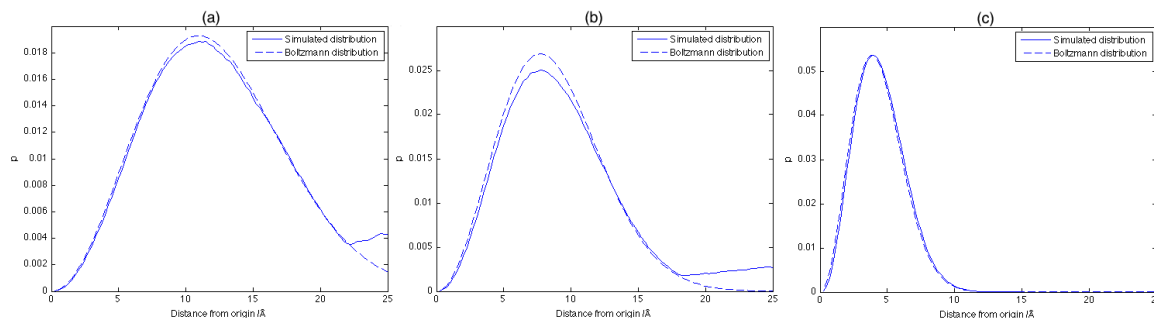 (a)
Simulated distribution
Boltzmann distribution
0.018
0.016
0.014
0.012
0.01
0.008
0.006
0.004
0.002
0
p
0
5
10
15
20
25
Distance from origin /Å
(b)
Simulated distribution
Boltzmann distribution
0.025
0.02
0.015
0.01
0.005
0
p
0
5
10
15
20
25
Distance from origin /Å
(c)
Simulated distribution
Boltzmann distribution
0.05
0.04
0.03
0.02
0.01
0
p
0
5
10
15
20
25
Distance from origin /Å